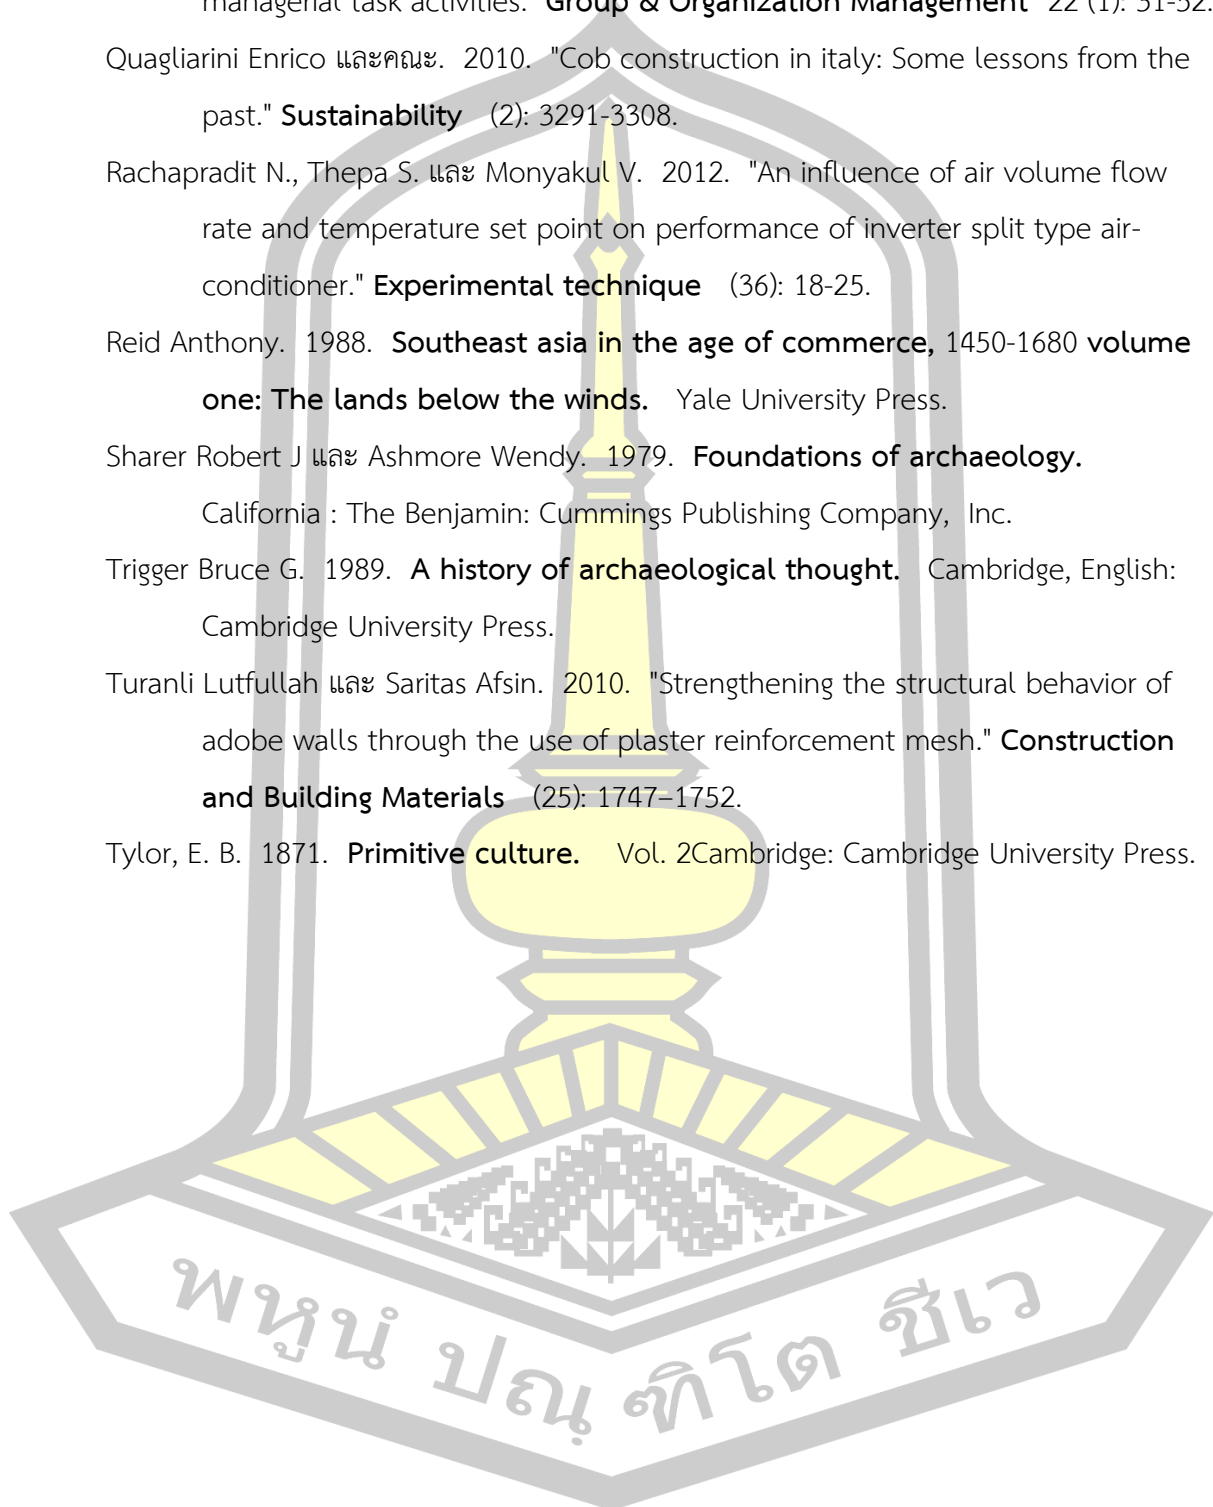 managerial task activities." Group & Organization Management 22 (1): 31-52.
Quagliarini Enrico และคณะ. 2010. "Cob construction in italy: Some lessons from the
past." Sustainability (2): 3291-3308.
Rachapradit N., Thepa S. และ Monyakul V. 2012. "An influence of air volume flow
rate and temperature set point on performance of inverter split type air-
conditioner." Experimental technique (36): 18-25.
Reid Anthony. 1988. Southeast asia in the age of commerce, 1450-1680 volume
one: The lands below the winds. Yale University Press.
Sharer Robert J และ Ashmore Wendy. 1979. Foundations of archaeology.
California : The Benjamin: Cummings Publishing Company, Inc.
Trigger Bruce G. 1989. A history of archaeological thought. Cambridge, English:
Cambridge University Press.
Turanli Lutfullah และ Saritas Afsin. 2010. "Strengthening the structural behavior of
adobe walls through the use of plaster reinforcement mesh." Construction
and Building Materials (25): 1747–1752.
Tylor, E. B. 1871. Primitive culture. Vol. 2Cambridge: Cambridge University Press.
พหูนํ ปณฺฑิโต ชีเว